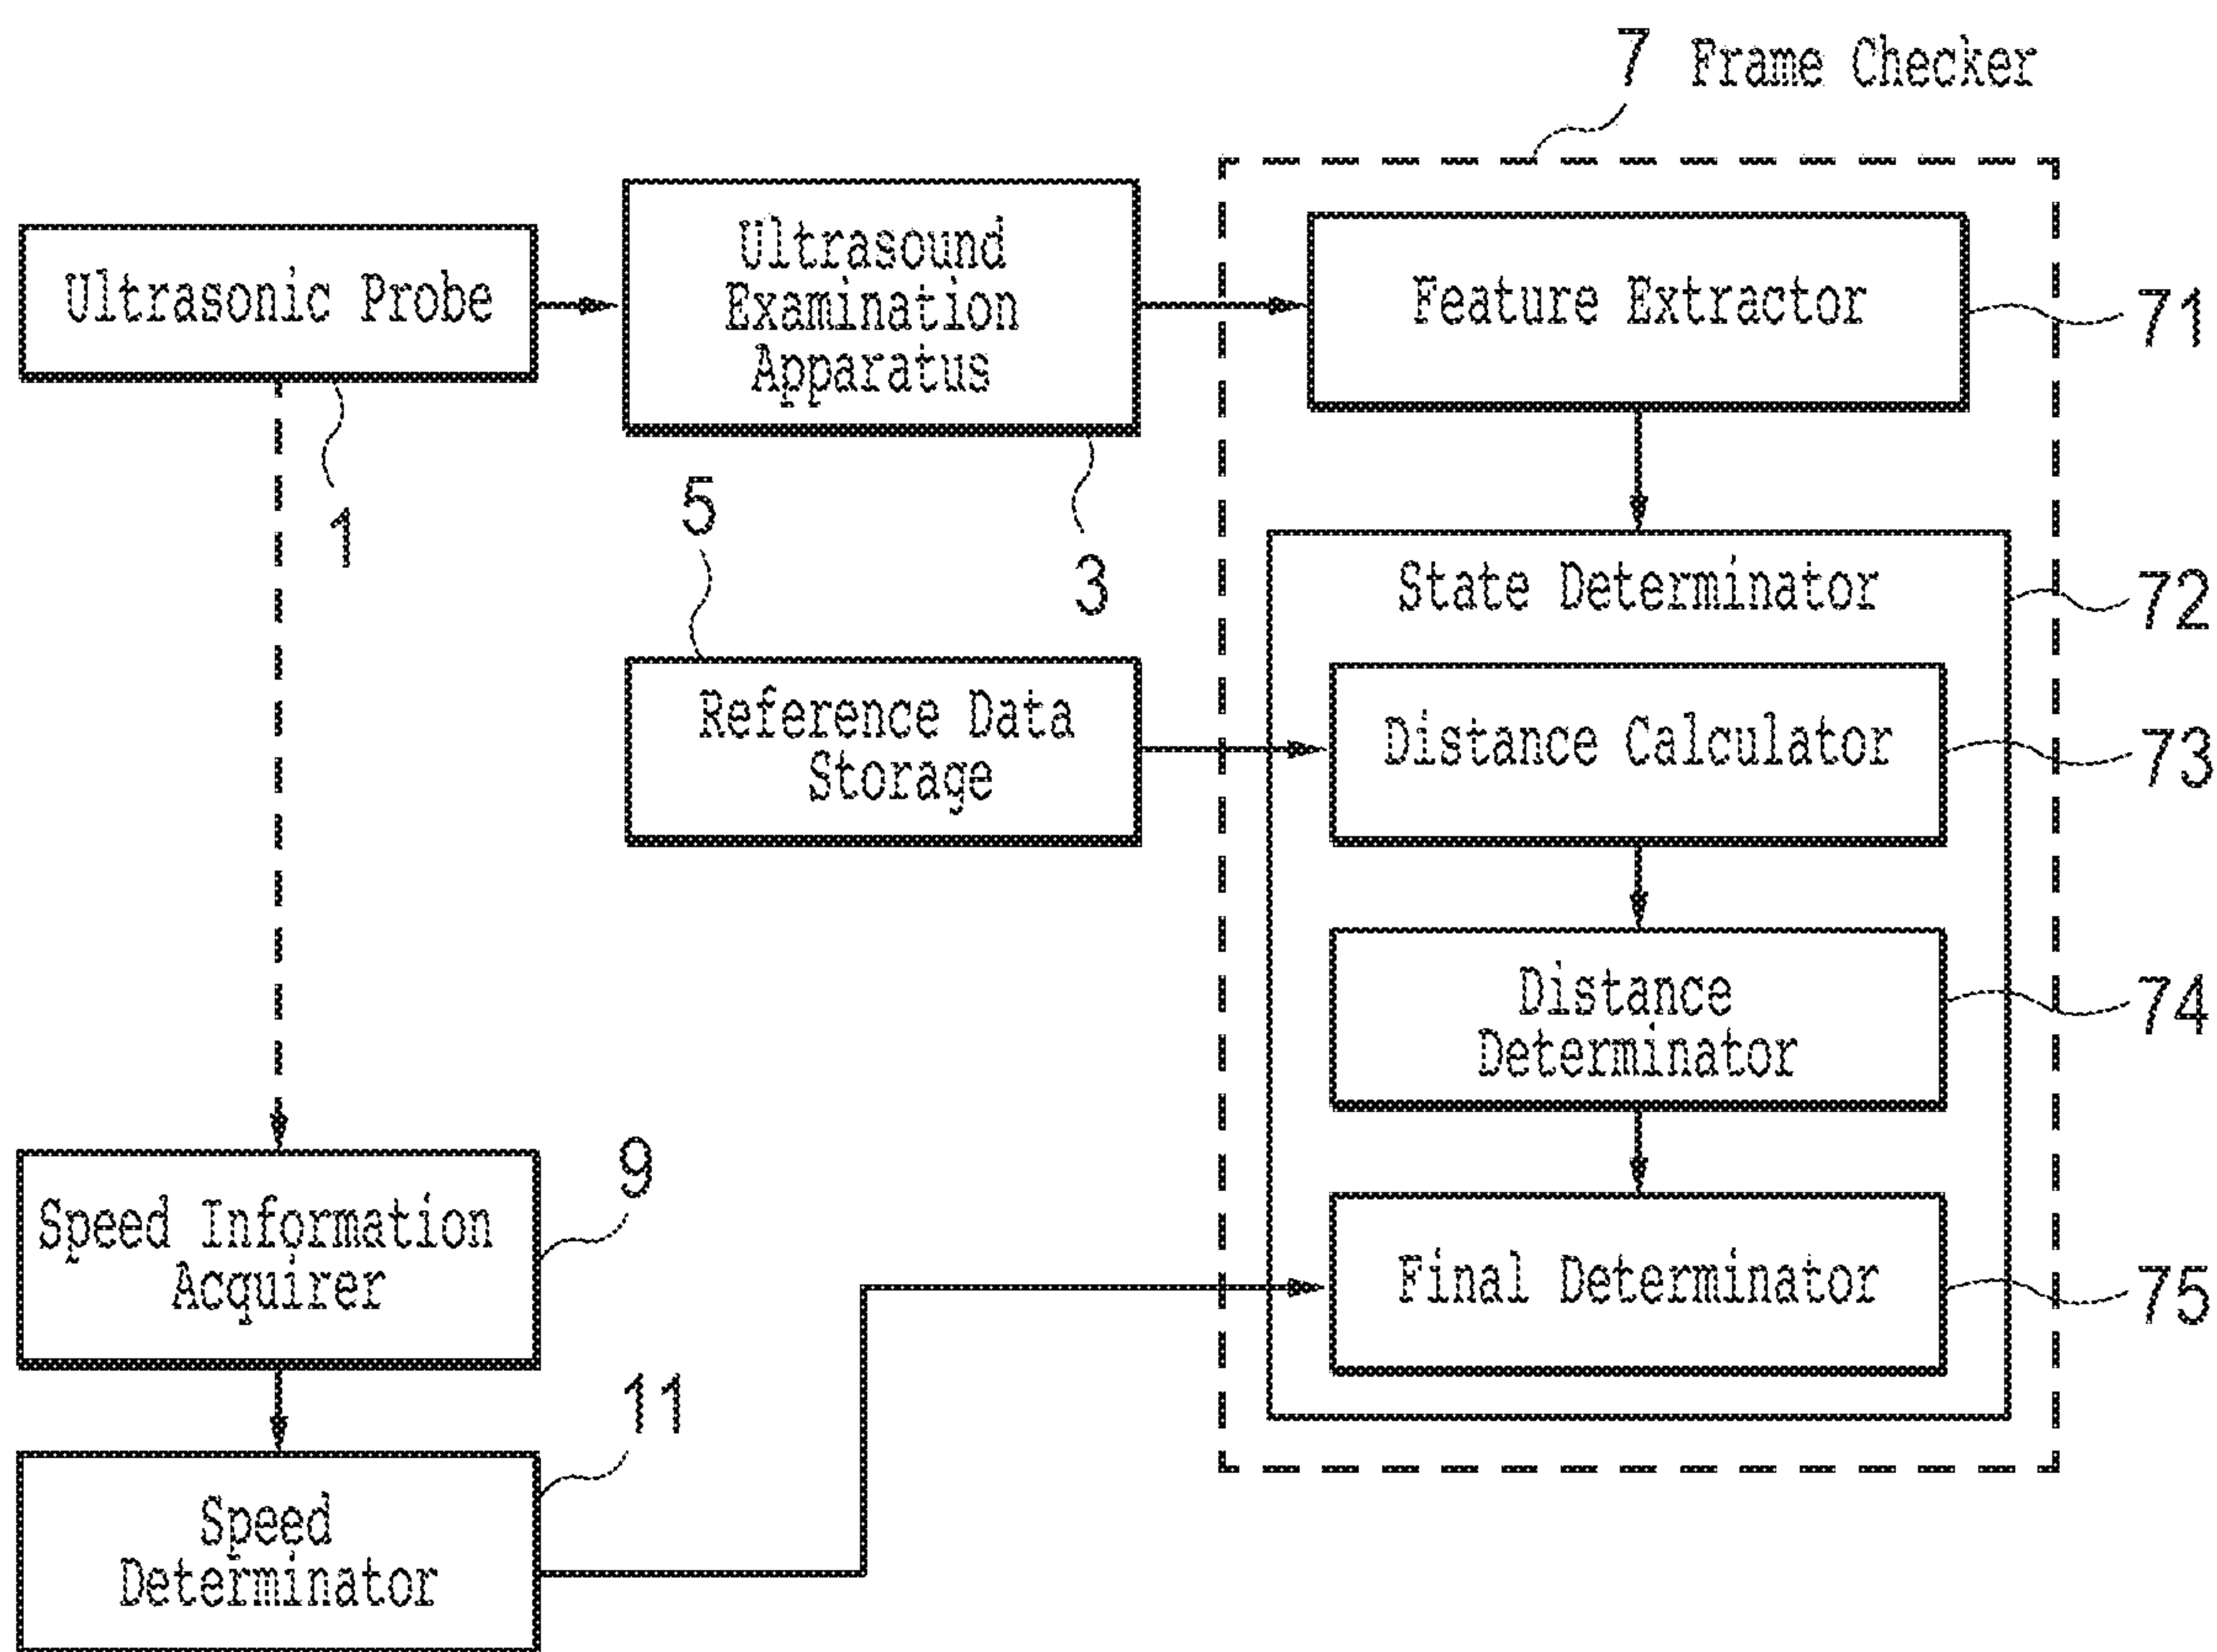 7 Frame Checker
Ultrasonic Probe
Ultrasound
Examination
Apparatus
Feature Extractor
71
1
5
3
State Determinator
72
Reference Data
Storage
Distance Calculator
73
Distance
Determinator
74
9
Speed Information
Acquirer
Final Determinator
75
11
Speed
Determinator